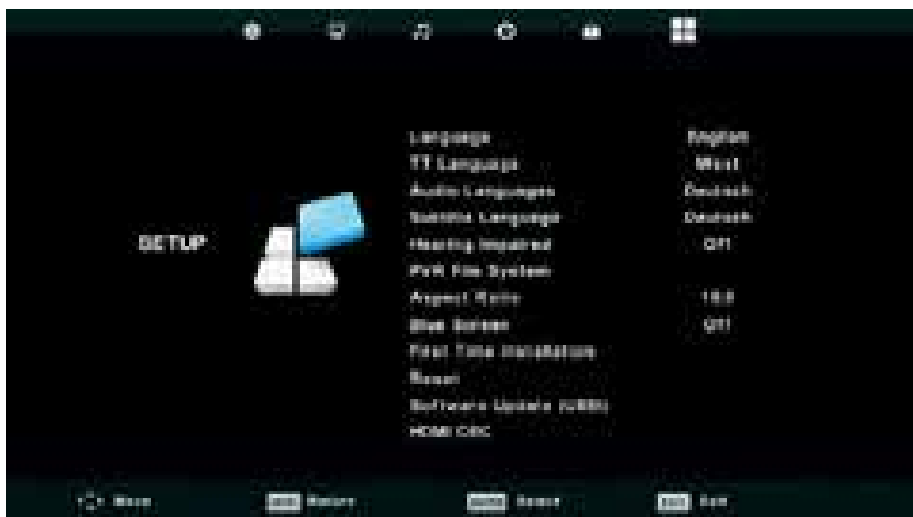 Language English
TT Language West
Audio Languages Deutsch
Subtitle Language Deutsch
SETUP
Hearing Impaired Off
PVR File System
Aspect Ratio 16:9
Blue Screen Off
First Time Installation
Reset
Software Update (USB)
HDMI CEC
Move Return Select Exit